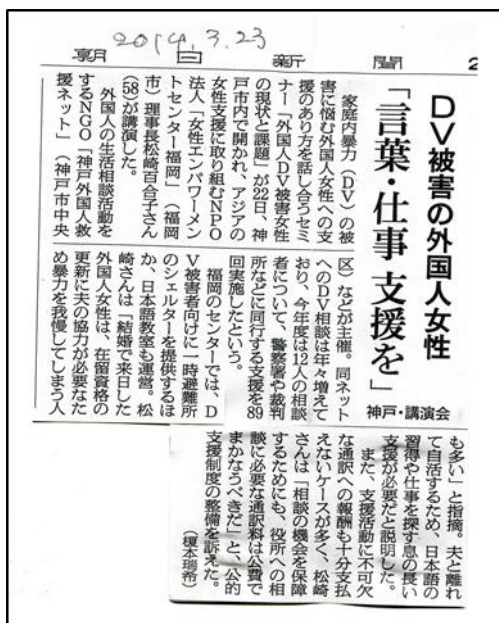 2014.3.23
朝日新聞 2
DV被害の外国人女性
「言葉・仕事 支援を」
神戸・講演会
家庭内暴力（DV）の被
害に悩む外国人女性への支
援のあり方を話し合うセミ
ナー「外国人DV被害女性
の現状と課題」が22日、神
戸市内で開かれ、アジアの
女性支援に取り組むNPO
法人「女性エンパワーメン
トセンター福岡」（福岡
市）理事長松崎百合子さん
（58）が講演した。
外国人の生活相談活動を
するNGO「神戸外国人救
援ネット」（神戸市中央
区）などが主催。同ネット
へのDV相談は年々増えて
おり、今年度は12人の相談
者について、警察署や裁判
所などに同行する支援を89
回実施したという。
福岡のセンターでは、D
V被害者向けに一時避難所
のシェルターを提供するほ
か、日本語教室も運営。松
崎さんは「結婚で来日した
外国人女性は、在留資格の
更新に夫の協力が必要なた
め暴力を我慢してしまう人
も多い」と指摘。夫と離れ
て自活するため、日本語の
習得や仕事を探す息の長い
支援が必要だと説明した。
また、支援活動に不可欠
な通訳への報酬も十分支払
えないケースが多く、松崎
さんは「相談の機会を保障
するためにも、役所への相
談に必要な通訳料は公費で
まかなうべきだ」と、公的
支援制度の整備を訴えた。
（榎本瑞希）